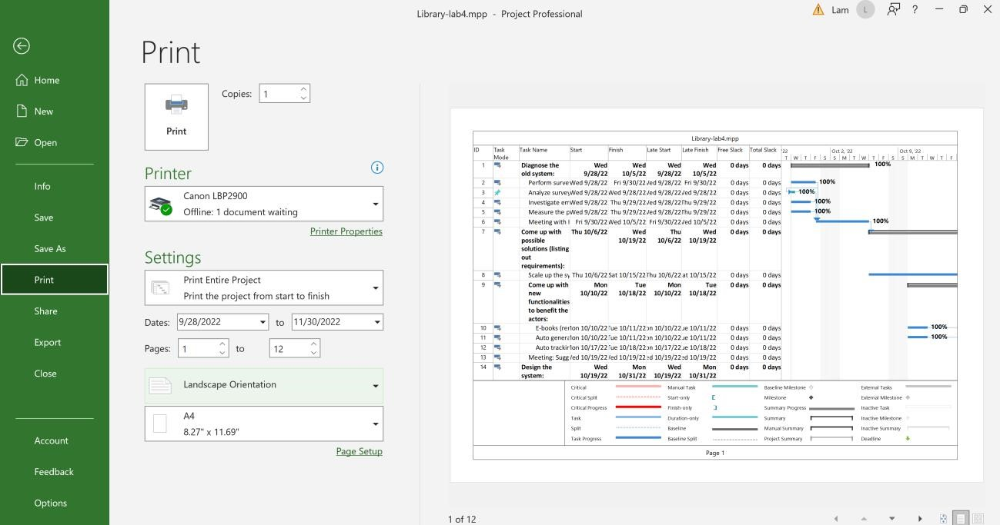 Library-lab4.mpp - Project Professional
Lam L ?
Print
Home
New
Open
Info
Save
Save As
Print
Share
Export
Close
Account
Feedback
Options
Print
Copies: 1
Printer
Canon LBP2900
Offline: 1 document waiting
Printer Properties
Settings
Print Entire Project
Print the project from start to finish
Dates: 9/28/2022 to 11/30/2022
Pages: 1 to 12
Landscape Orientation
A4
8.27" x 11.69"
Page Setup
Library-lab4.mpp
ID Task Mode Task Name Start Finish Late Start Late Finish Free Slack Total Slack '22 Oct 2, '22 Oct 9, '22
T W T F S S M T W T F S S M T W T F
1 Diagnose the Wed Wed Wed Wed 0 days 0 days 100%
old system: 9/28/22 10/5/22 9/28/22 10/5/22
2 Perform surve Wed 9/28/22 Fri 9/30/22 Wed 9/28/22 Fri 9/30/22 0 days 0 days 100%
3 Analyze survey Wed 9/28/22 Wed 9/28/22 Wed 9/28/22 Wed 9/28/22 0 days 0 days 100%
4 Investigate em Wed 9/28/22 Thu 9/29/22 Wed 9/28/22 Thu 9/29/22 0 days 0 days 100%
5 Measure the p Wed 9/28/22 Thu 9/29/22 Wed 9/28/22 Thu 9/29/22 0 days 0 days 100%
6 Meeting with l Fri 9/30/22 Wed 10/5/22 Fri 9/30/22 Wed 10/5/22 0 days 0 days 100%
7 Come up with Thu 10/6/22 Wed Thu Wed 0 days 0 days
possible 10/19/22 10/6/22 10/19/22
solutions (listing
out
requirements):
8 Scale up the sy Thu 10/6/22 Sat 10/15/22 Thu 10/6/22 at 10/15/22 0 days 0 days
9 Come up with Mon Tue Mon Tue 0 days 0 days
new 10/10/22 10/18/22 10/10/22 10/18/22
functionalities
to benefit the
actors:
10 E-books (ren on 10/10/22 ue 10/11/22 on 10/10/22 ue 10/11/22 0 days 0 days 100%
11 Auto genera on 10/10/22 ue 10/11/22 on 10/10/22 ue 10/11/22 0 days 0 days 100%
12 Auto trackin on 10/17/22 ue 10/18/22 on 10/17/22 ue 10/18/22 0 days 0 days
13 Meeting: Sugg ed 10/19/22 ed 10/19/22 ed 10/19/22 ed 10/19/22 0 days 0 days
14 Design the Wed Mon Wed Mon 0 days 0 days
system: 10/19/22 10/31/22 10/19/22 10/31/22
Critical Manual Task Baseline Milestone External Tasks
Critical Split Start-only Milestone External Milestone
Critical Progress Finish-only Summary Progress Inactive Task
Task Duration-only Summary Inactive Milestone
Split Baseline Manual Summary Inactive Summary
Task Progress Baseline Split Project Summary Deadline
Page 1
1 of 12